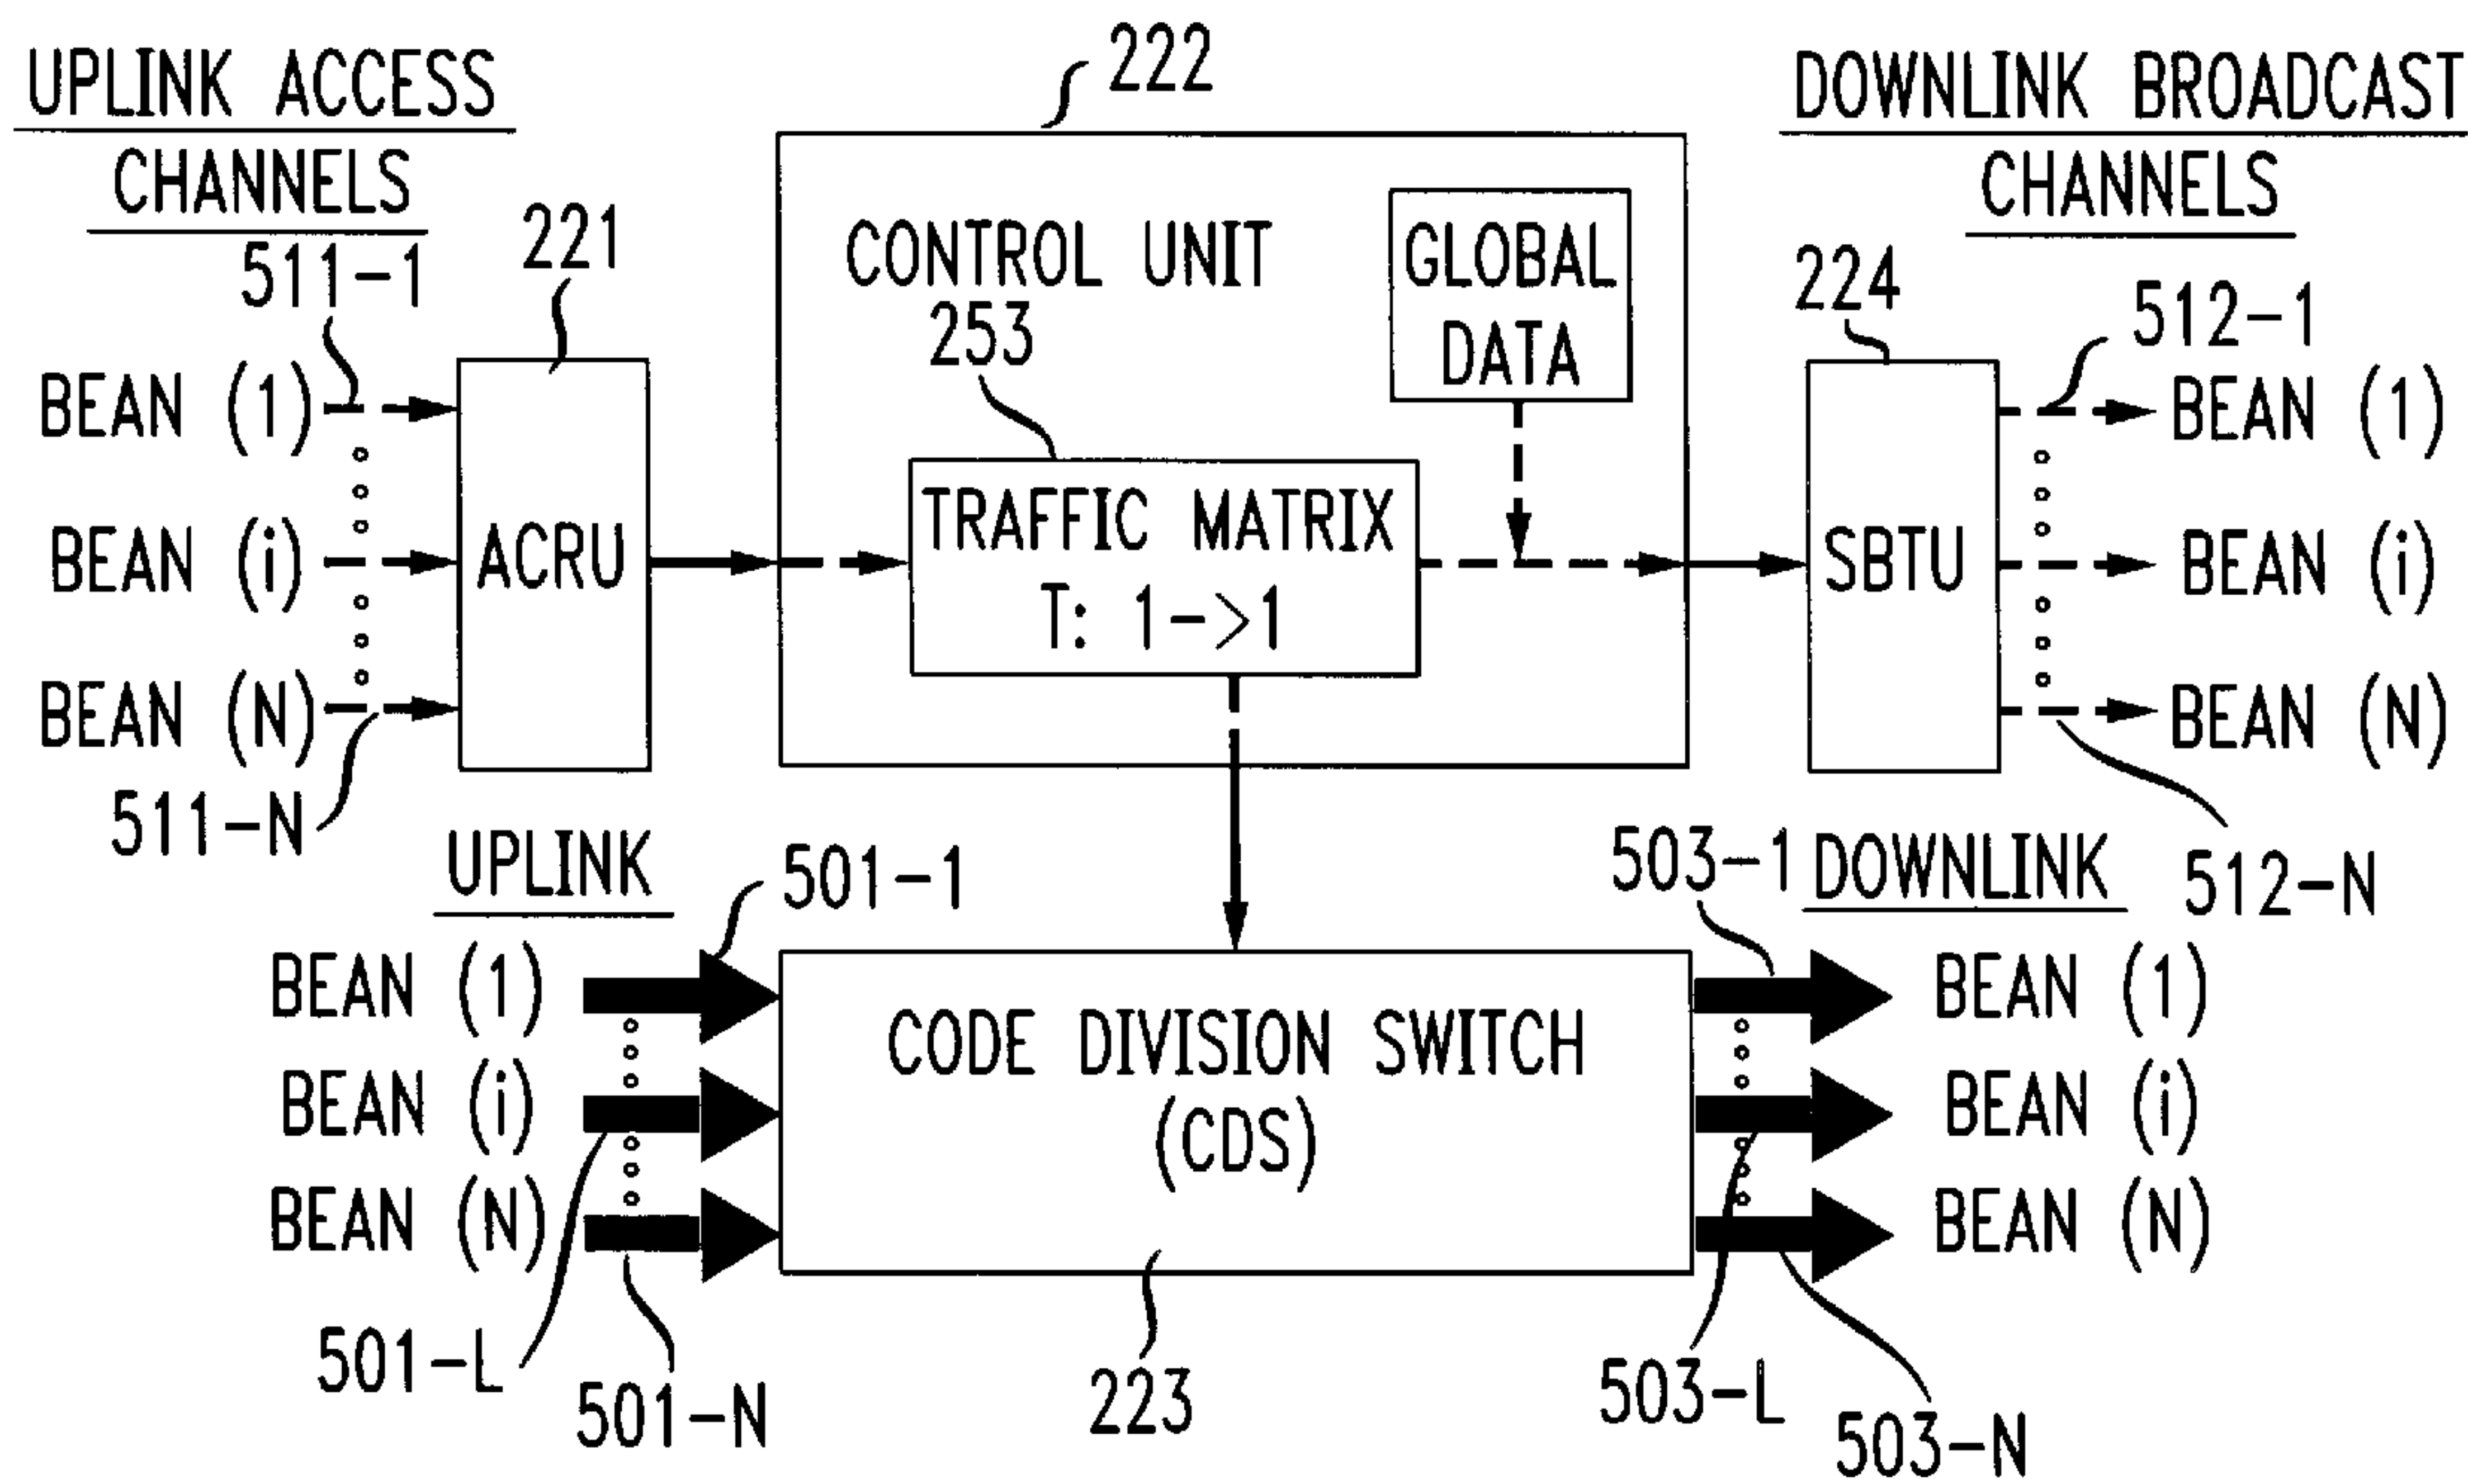 UPLINK ACCESS
CHANNELS
222
DOWNLINK BROADCAST
CHANNELS
511-1
221
CONTROL UNIT
253
GLOBAL
DATA
224
512-1
BEAN (1)
BEAN (i)
BEAN (N)
ACRU
TRAFFIC MATRIX
T: 1->1
SBTU
BEAN (1)
BEAN (i)
BEAN (N)
511-N
512-N
UPLINK
501-1
503-1
DOWNLINK
BEAN (1)
BEAN (i)
BEAN (N)
CODE DIVISION SWITCH
(CDS)
BEAN (1)
BEAN (i)
BEAN (N)
501-L
501-N
223
503-L
503-N